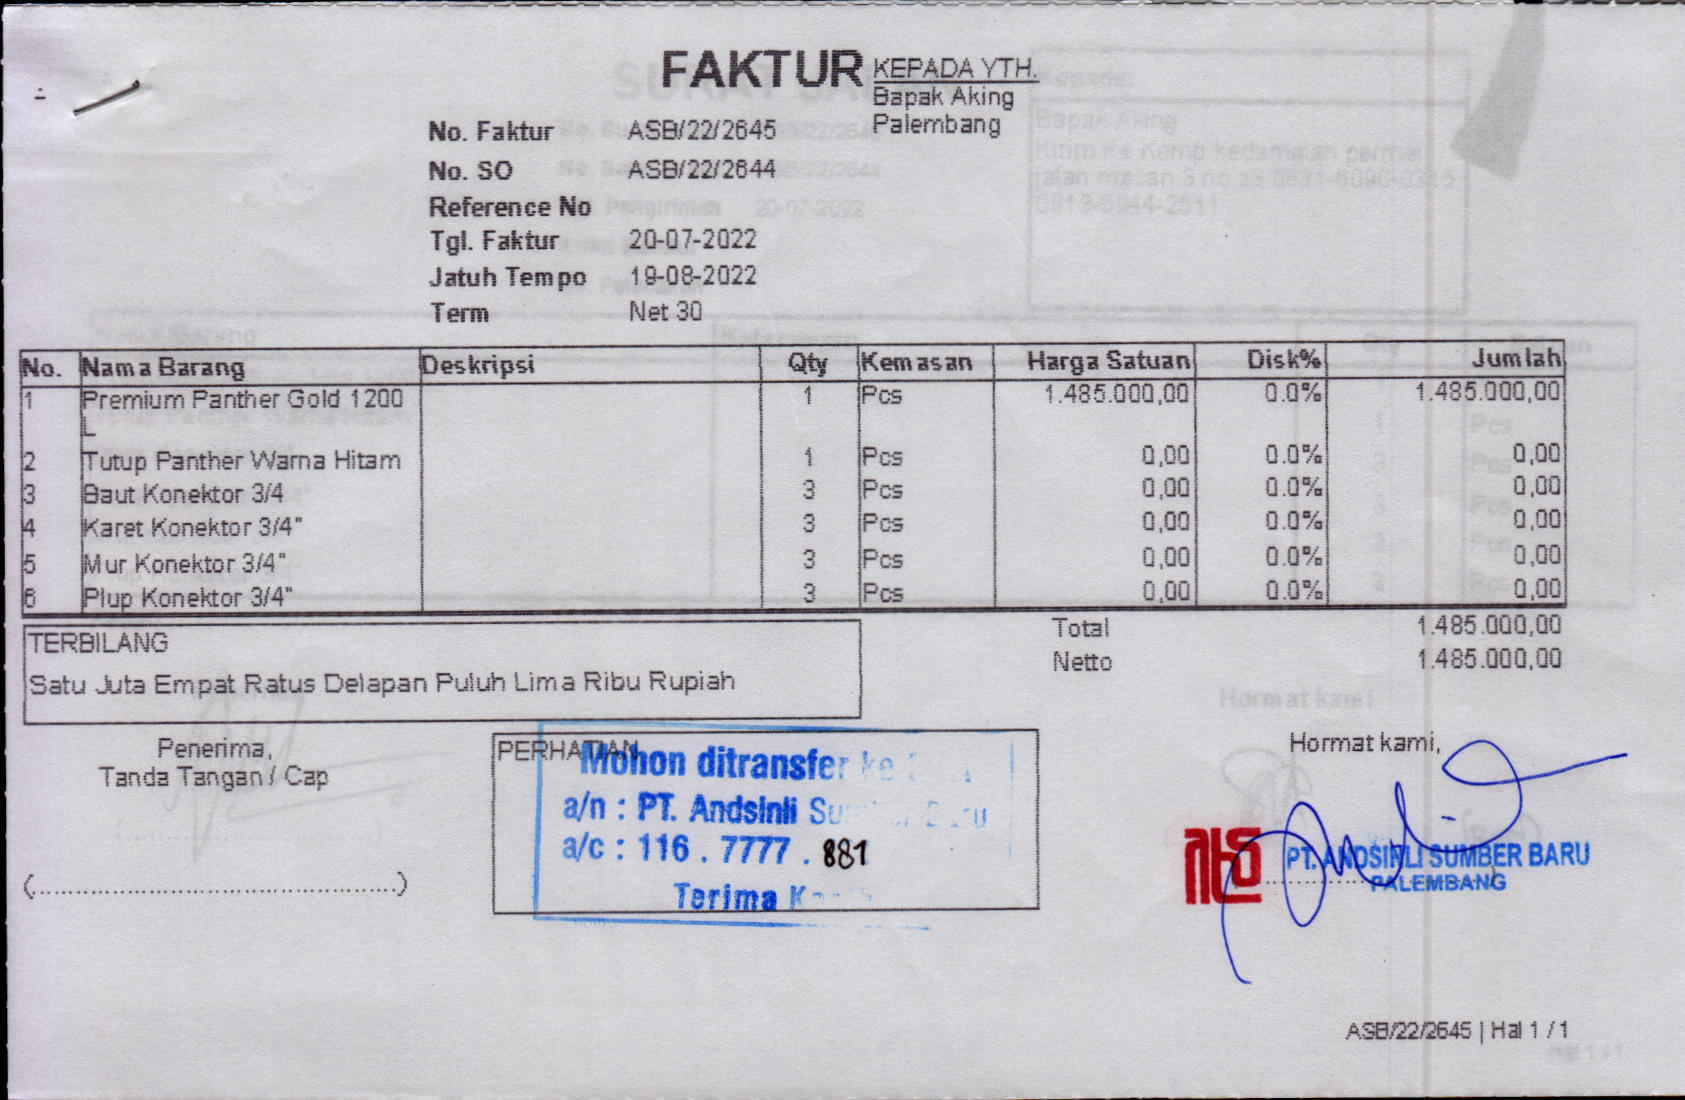 FAKTUR
KEPADA YTH.
Bapak Aking
Palembang
No. Faktur ASB/22/2645
No. SO ASB/22/2644
Reference No
Tgl. Faktur 20-07-2022
Jatuh Tempo 19-08-2022
Term Net 30
No. Nama Barang Deskripsi Qty Kemasan Harga Satuan Disk% Jumlah
1 Premium Panther Gold 1200 1 Pcs 1.485.000,00 0.0% 1.485.000,00
L
2 Tutup Panther Warna Hitam 1 Pcs 0,00 0.0% 0,00
3 Baut Konektor 3/4 3 Pcs 0,00 0.0% 0,00
4 Karet Konektor 3/4" 3 Pcs 0,00 0.0% 0,00
5 Mur Konektor 3/4" 3 Pcs 0,00 0.0% 0,00
6 Plup Konektor 3/4" 3 Pcs 0,00 0.0% 0,00
Total 1.485.000,00
Netto 1.485.000,00
TERBILANG
Satu Juta Empat Ratus Delapan Puluh Lima Ribu Rupiah
Penerima,
Tanda Tangan / Cap
(............................................)
PERHATIAN
Mohon ditransfer ke
a/n : PT. Andsinli Sumber Baru
a/c : 116 . 7777 . 881
Terima
Hormat kami,
PT. ANDSINLI SUMBER BARU
PALEMBANG
ASB/22/2645 | Hal 1 / 1